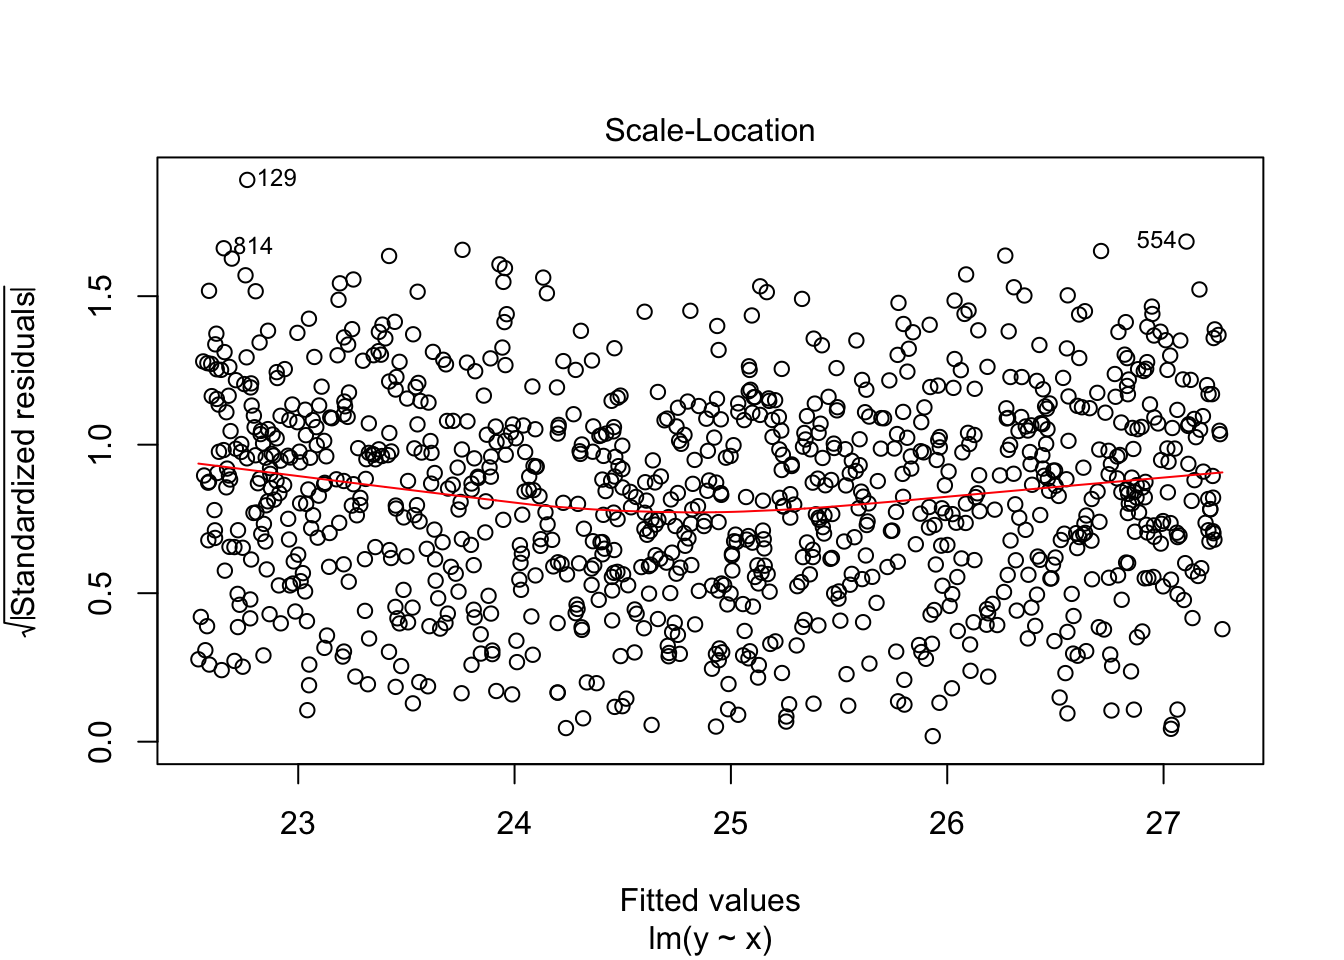 Scale-Location
129
814
554
√|Standardized residuals|
1.5
1.0
0.5
0.0
23 24 25 26 27
Fitted values
lm(y ~ x)